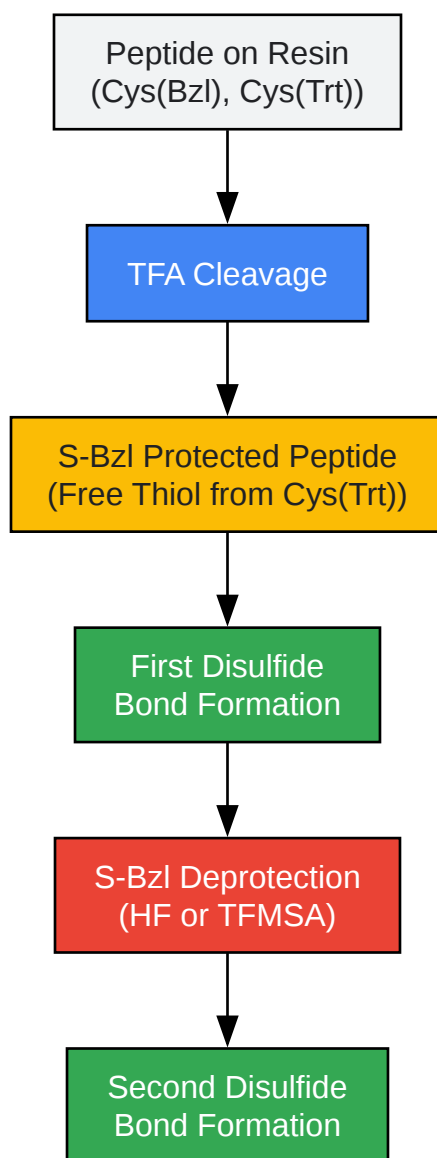 Peptide on Resin
(Cys(Bzl), Cys(Trt))
TFA Cleavage
S-Bzl Protected Peptide
(Free Thiol from Cys(Trt))
First Disulfide
Bond Formation
S-Bzl Deprotection
(HF or TFMSA)
Second Disulfide
Bond Formation